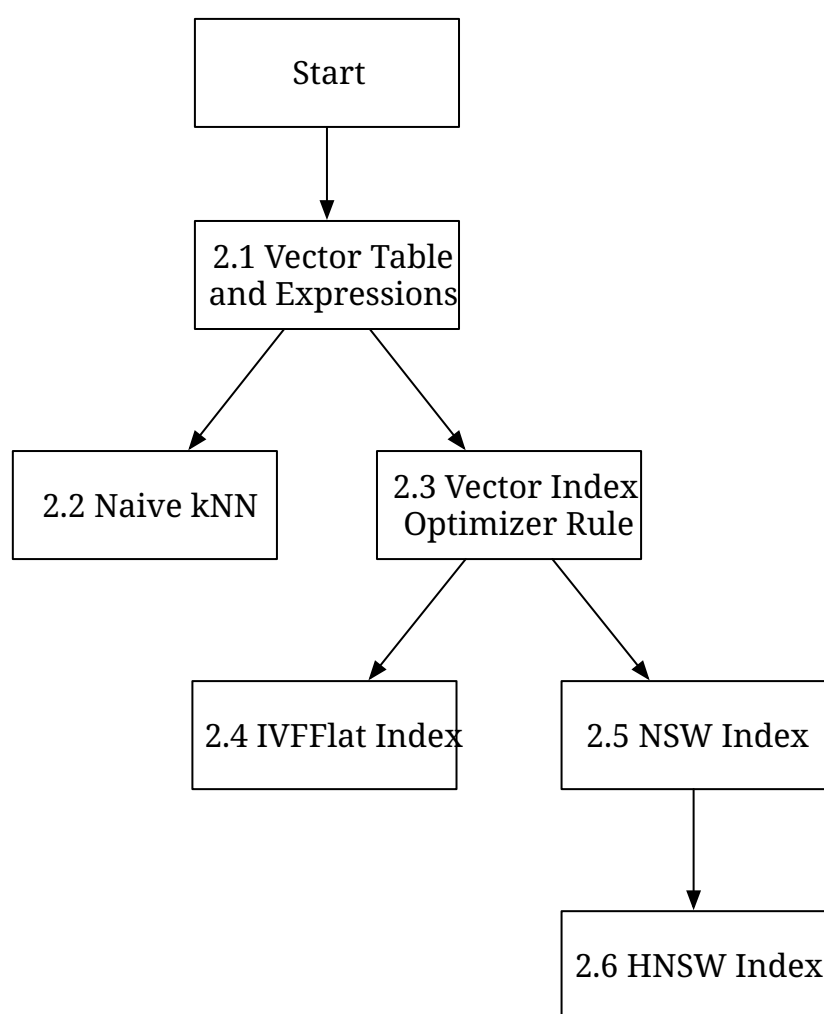 Start
2.1 Vector Table
and Expressions
2.2 Naive kNN
2.3 Vector Index
Optimizer Rule
2.4 IVFFlat Index
2.5 NSW Index
2.6 HNSW Index